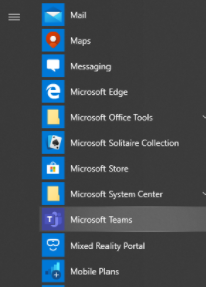 Mail
Maps
Messaging
Microsoft Edge
Microsoft Office Tools
Microsoft Solitaire Collection
Microsoft Store
Microsoft System Center
Microsoft Teams
Mixed Reality Portal
Mobile Plans